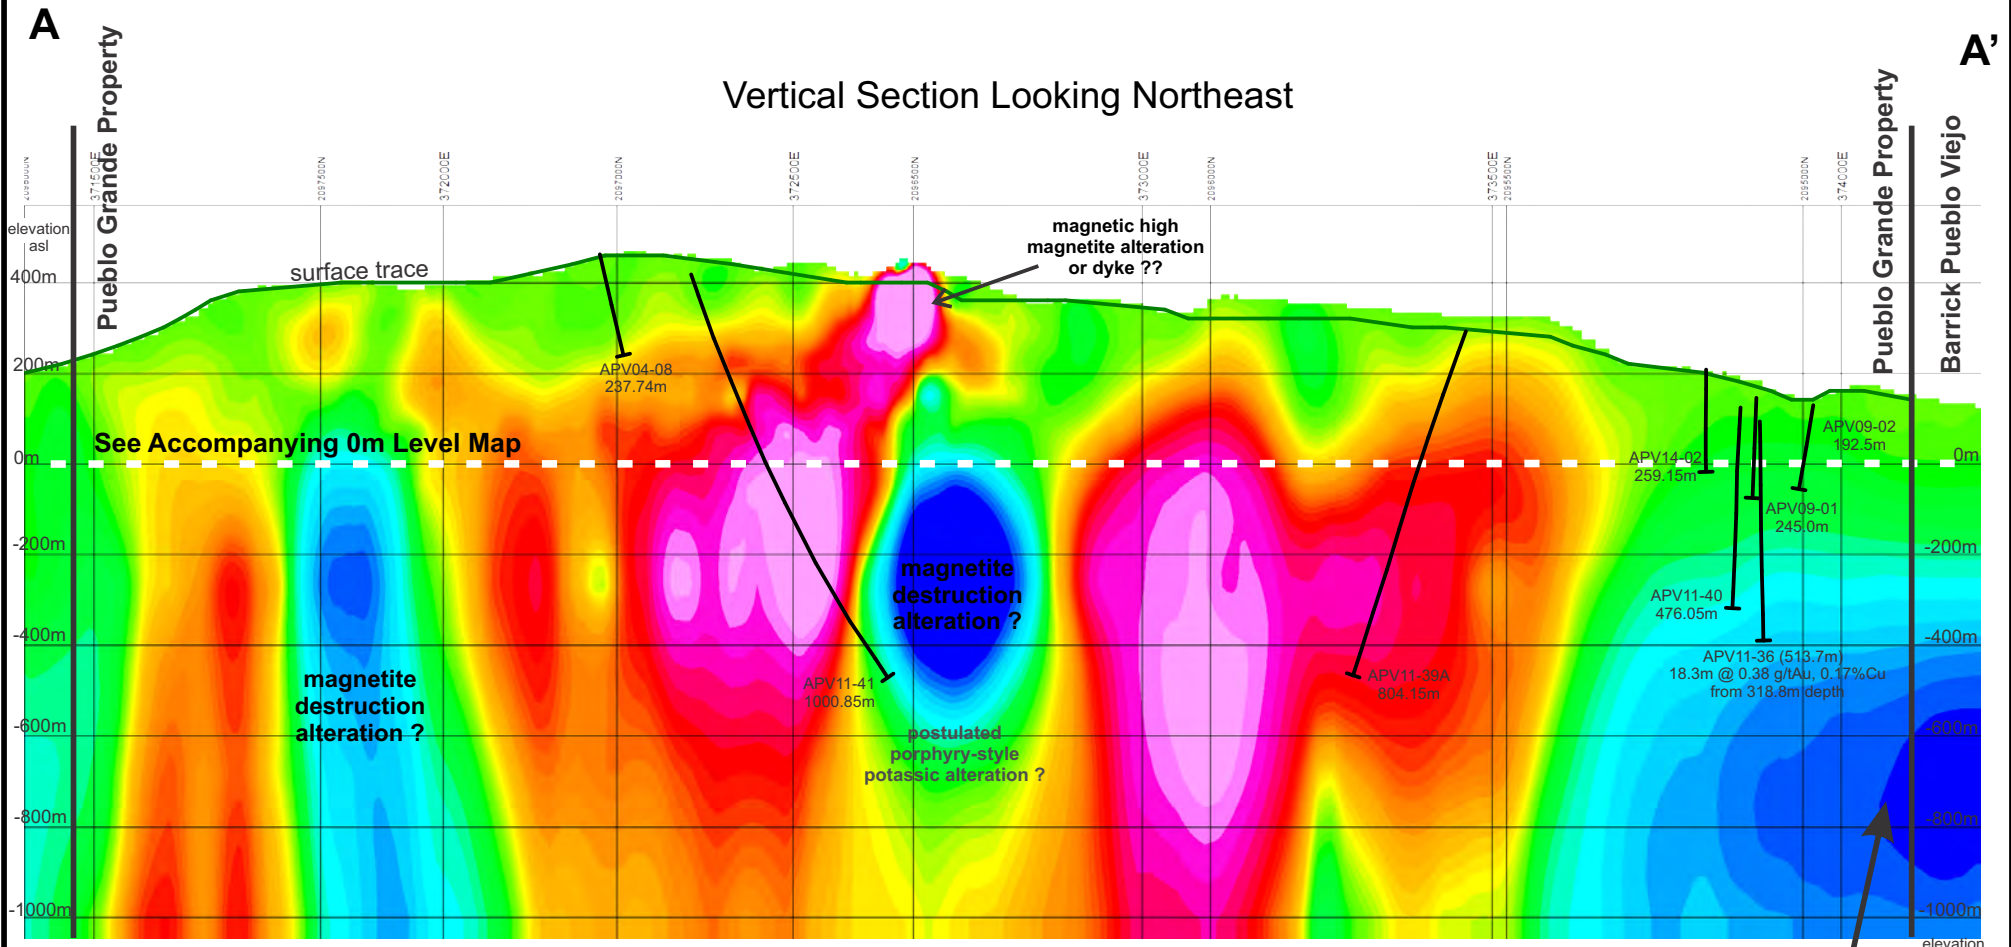 A
A'
Vertical Section Looking Northeast
Pueblo Grande Property
Pueblo Grande Property
Barrick Pueblo Viejo
371500E
2097500N
372000E
2097000N
372500E
2096500N
373000E
2096000N
373500E
2095500N
2095000N
374000E
elevation
asl
surface trace
magnetic high
magnetite alteration
or dyke ??
400m
200m
APV04-08
237.74m
See Accompanying 0m Level Map
0m
0m
APV09-02
192.5m
APV14-02
259.15m
APV09-01
245.0m
-200m
-200m
magnetite
destruction
alteration ?
APV11-40
476.05m
-400m
-400m
APV11-36 (513.7m)
18.3m @ 0.38 g/tAu, 0.17%Cu
from 318.8m depth
magnetite
destruction
alteration ?
APV11-41
1000.85m
APV11-39A
804.15m
-600m
-600m
postulated
porphyry-style
potassic alteration ?
-800m
-800m
-1000m
-1000m
elevation